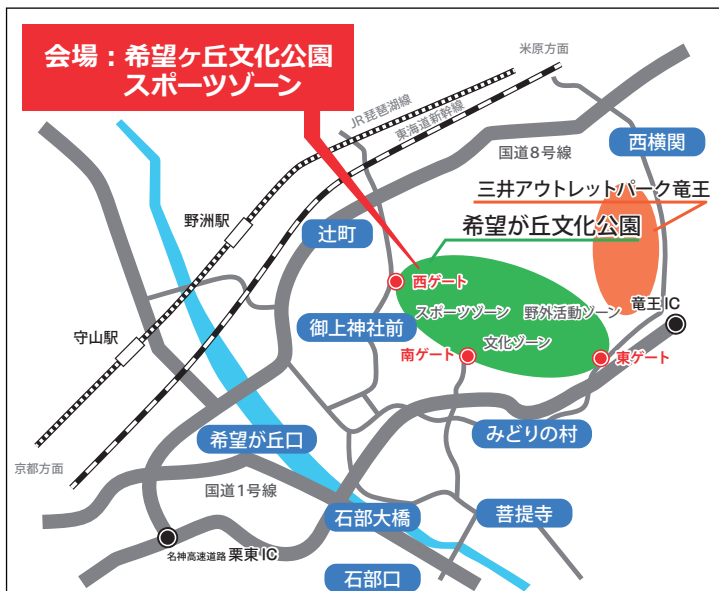 会場：希望ヶ丘文化公園
スポーツゾーン
米原方面
JR琵琶湖線
東海道新幹線
国道8号線
西横関
三井アウトレットパーク竜王
希望が丘文化公園
野洲駅
辻町
西ゲート
スポーツゾーン
野外活動ゾーン
竜王IC
御上神社前
守山駅
南ゲート
文化ゾーン
東ゲート
希望が丘口
みどりの村
京都方面
国道1号線
石部大橋
菩提寺
名神高速道路 栗東IC
石部口